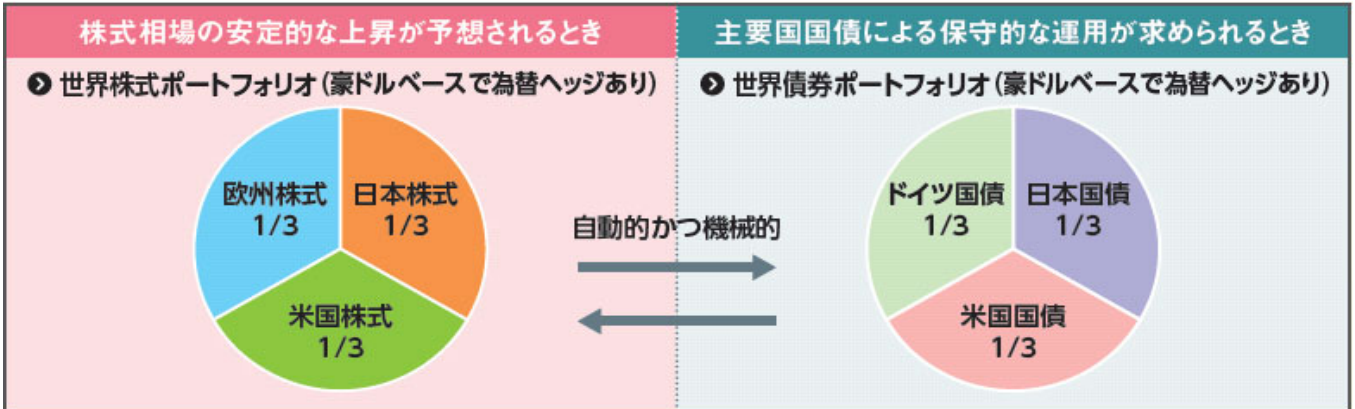 株式相場の安定的な上昇が予想されるとき
主要国国債による保守的な運用が求められるとき
世界株式ポートフォリオ(豪ドルベースで為替ヘッジあり)
世界債券ポートフォリオ(豪ドルベースで為替ヘッジあり)
欧州株式
1/3
日本株式
1/3
米国株式
1/3
自動的かつ機械的
ドイツ国債
1/3
日本国債
1/3
米国国債
1/3